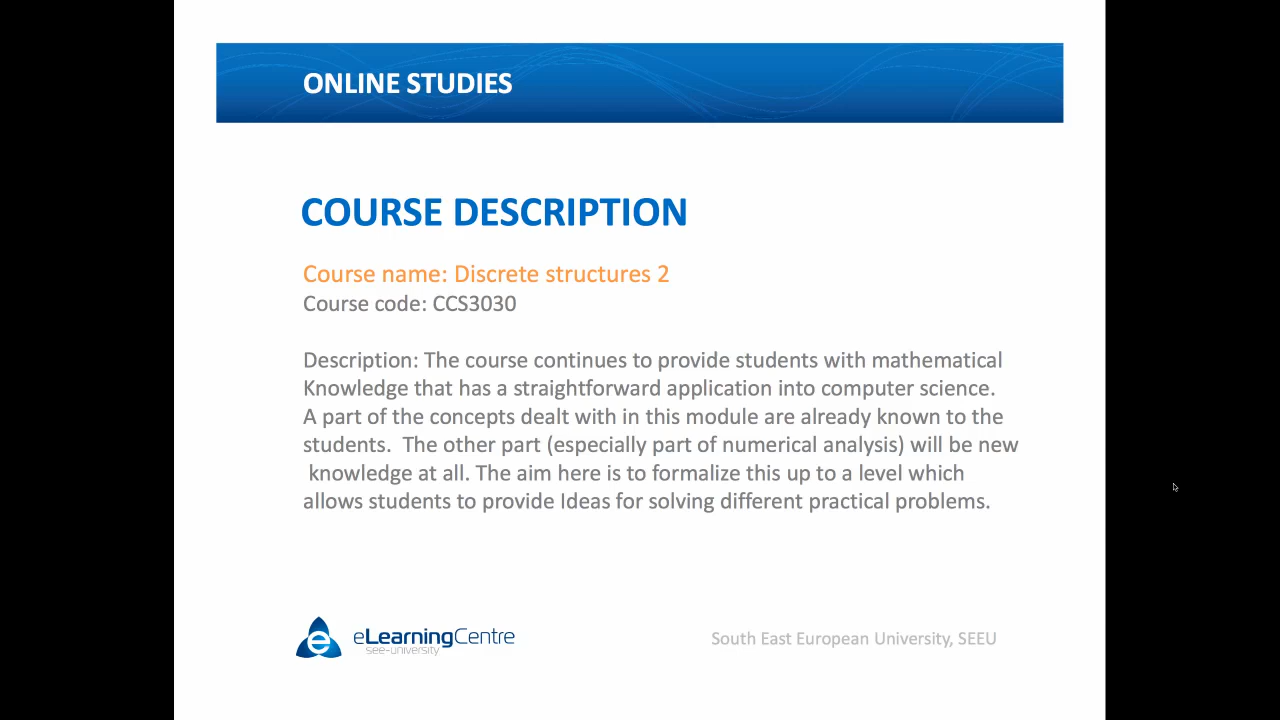 ONLINE STUDIES
COURSE DESCRIPTION
Course name: Discrete structures 2
Course code: CCS3030
Description: The course continues to provide students with mathematical
Knowledge that has a straightforward application into computer science.
A part of the concepts dealt with in this module are already known to the
students.  The other part (especially part of numerical analysis) will be new
knowledge at all. The aim here is to formalize this up to a level which
allows students to provide Ideas for solving different practical problems.
eLearningCentre
see-university
South East European University, SEEU